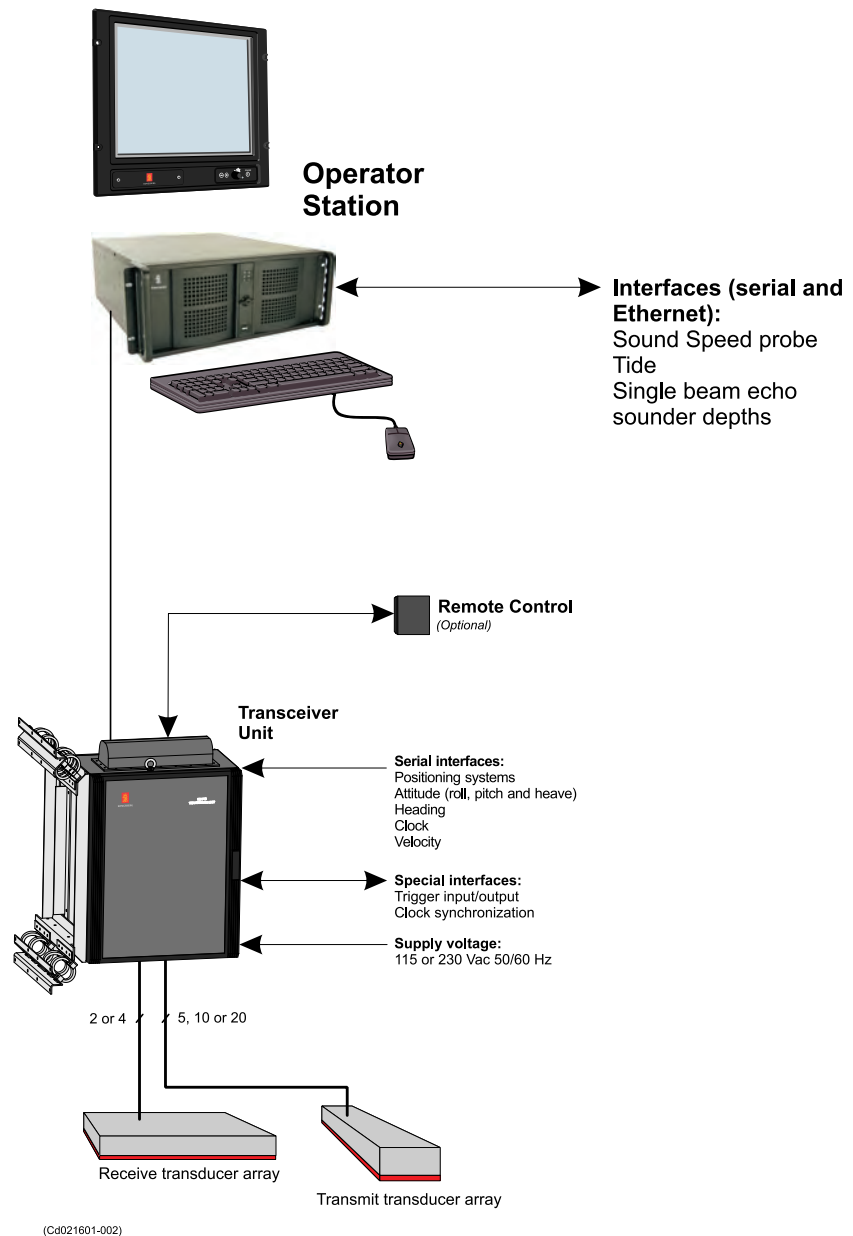 Operator
Station
Interfaces (serial and
Ethernet):
Sound Speed probe
Tide
Single beam echo
sounder depths
Remote Control
(Optional)
Transceiver
Unit
Serial interfaces:
Positioning systems
Attitude (roll, pitch and heave)
Heading
Clock
Velocity
Special interfaces:
Trigger input/output
Clock synchronization
Supply voltage:
115 or 230 Vac 50/60 Hz
2 or 4
5, 10 or 20
Receive transducer array
Transmit transducer array
(Cd021601-002)